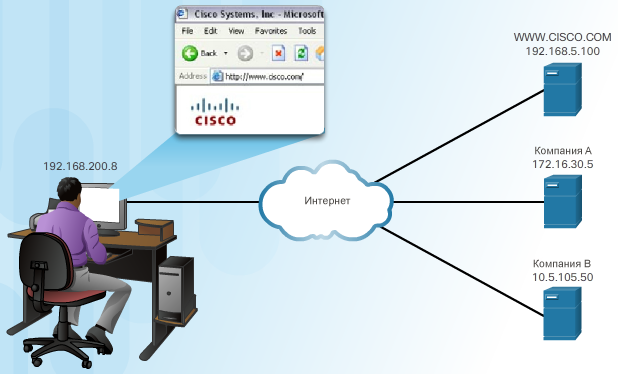 Cisco Systems, Inc - Microsoft
File Edit View Favorites Tools
Back
Address http://www.cisco.com/
CISCO
WWW.CISCO.COM
192.168.5.100
192.168.200.8
Компания A
172.16.30.5
Интернет
Компания B
10.5.105.50